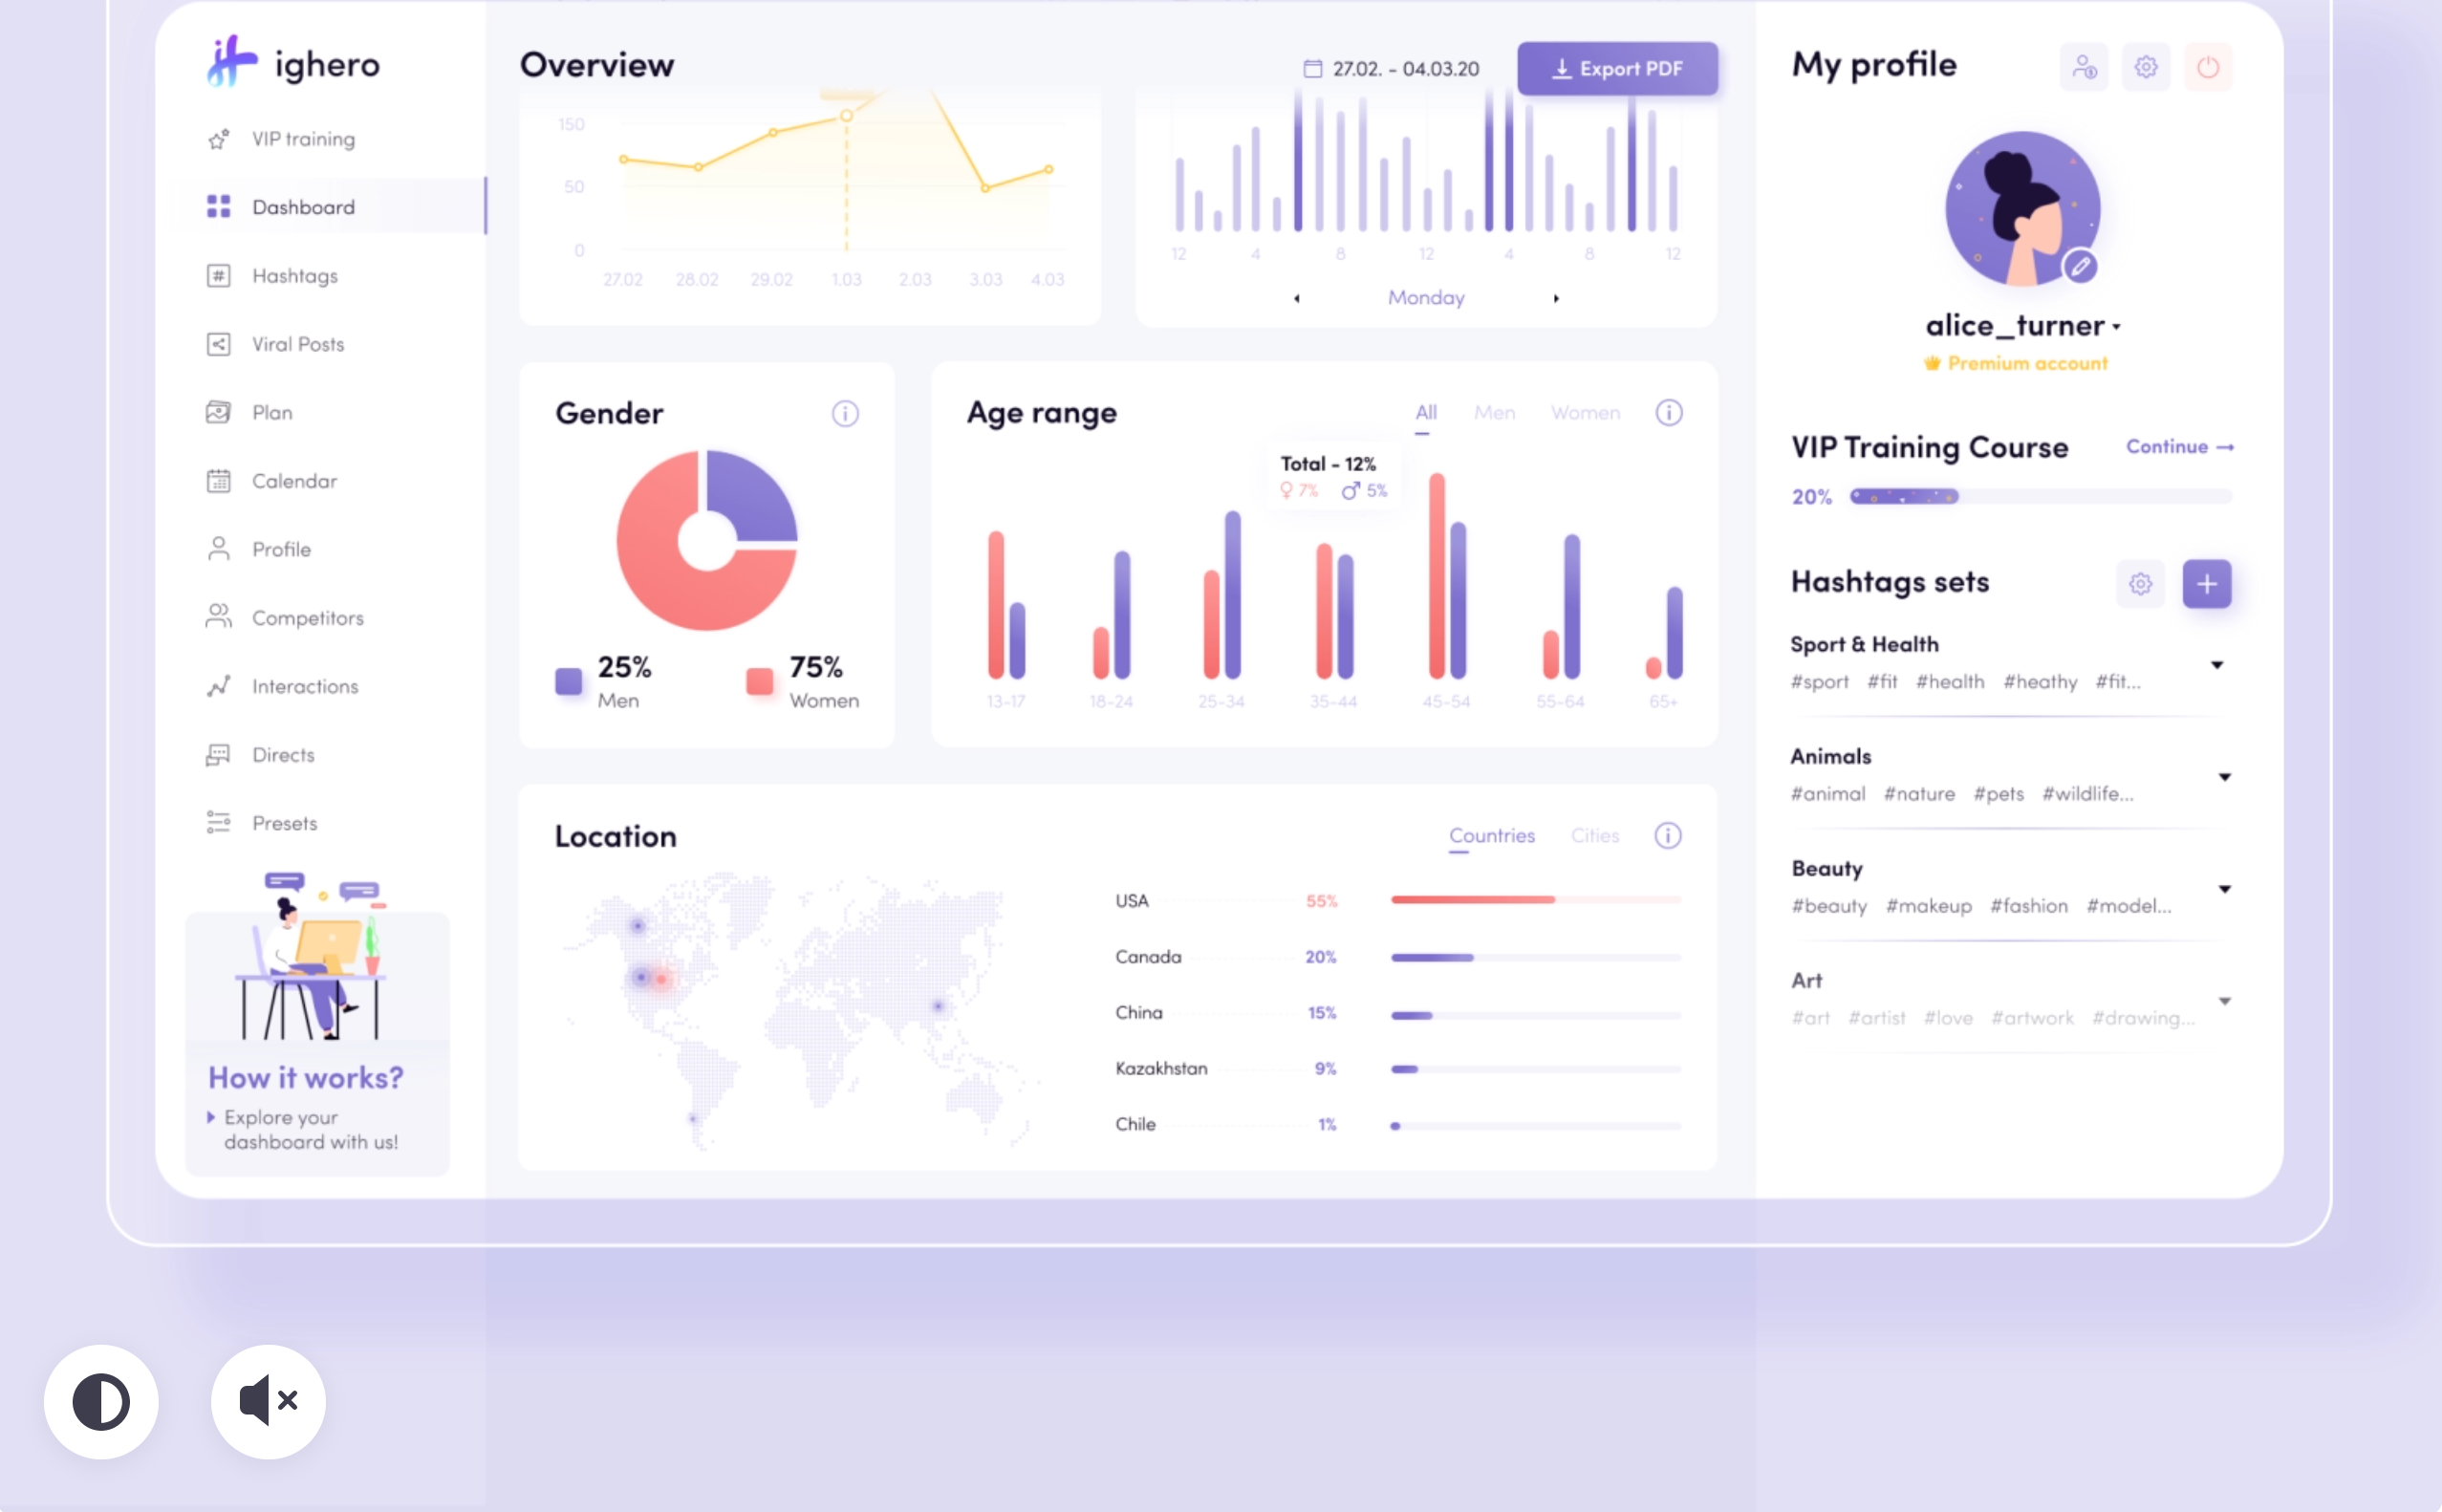 ighero
VIP training
Dashboard
Hashtags
Viral Posts
Plan
Calendar
Profile
Competitors
Interactions
Directs
Presets
How it works?
Explore your
dashboard with us!
Overview
27.02. - 04.03.20
Export PDF
150
50
0
27.02 28.02 29.02 1.03 2.03 3.03 4.03
12 4 8 12 4 8 12
Monday
Gender
25%
Men
75%
Women
Age range
All Men Women
Total - 12%
7% 5%
13-17 18-24 25-34 35-44 45-54 55-64 65+
Location
Countries Cities
USA 55%
Canada 20%
China 15%
Kazakhstan 9%
Chile 1%
My profile
alice_turner
Premium account
VIP Training Course
Continue →
20%
Hashtags sets
Sport & Health
#sport #fit #health #heathy #fit...
Animals
#animal #nature #pets #wildlife...
Beauty
#beauty #makeup #fashion #model...
Art
#art #artist #love #artwork #drawing...